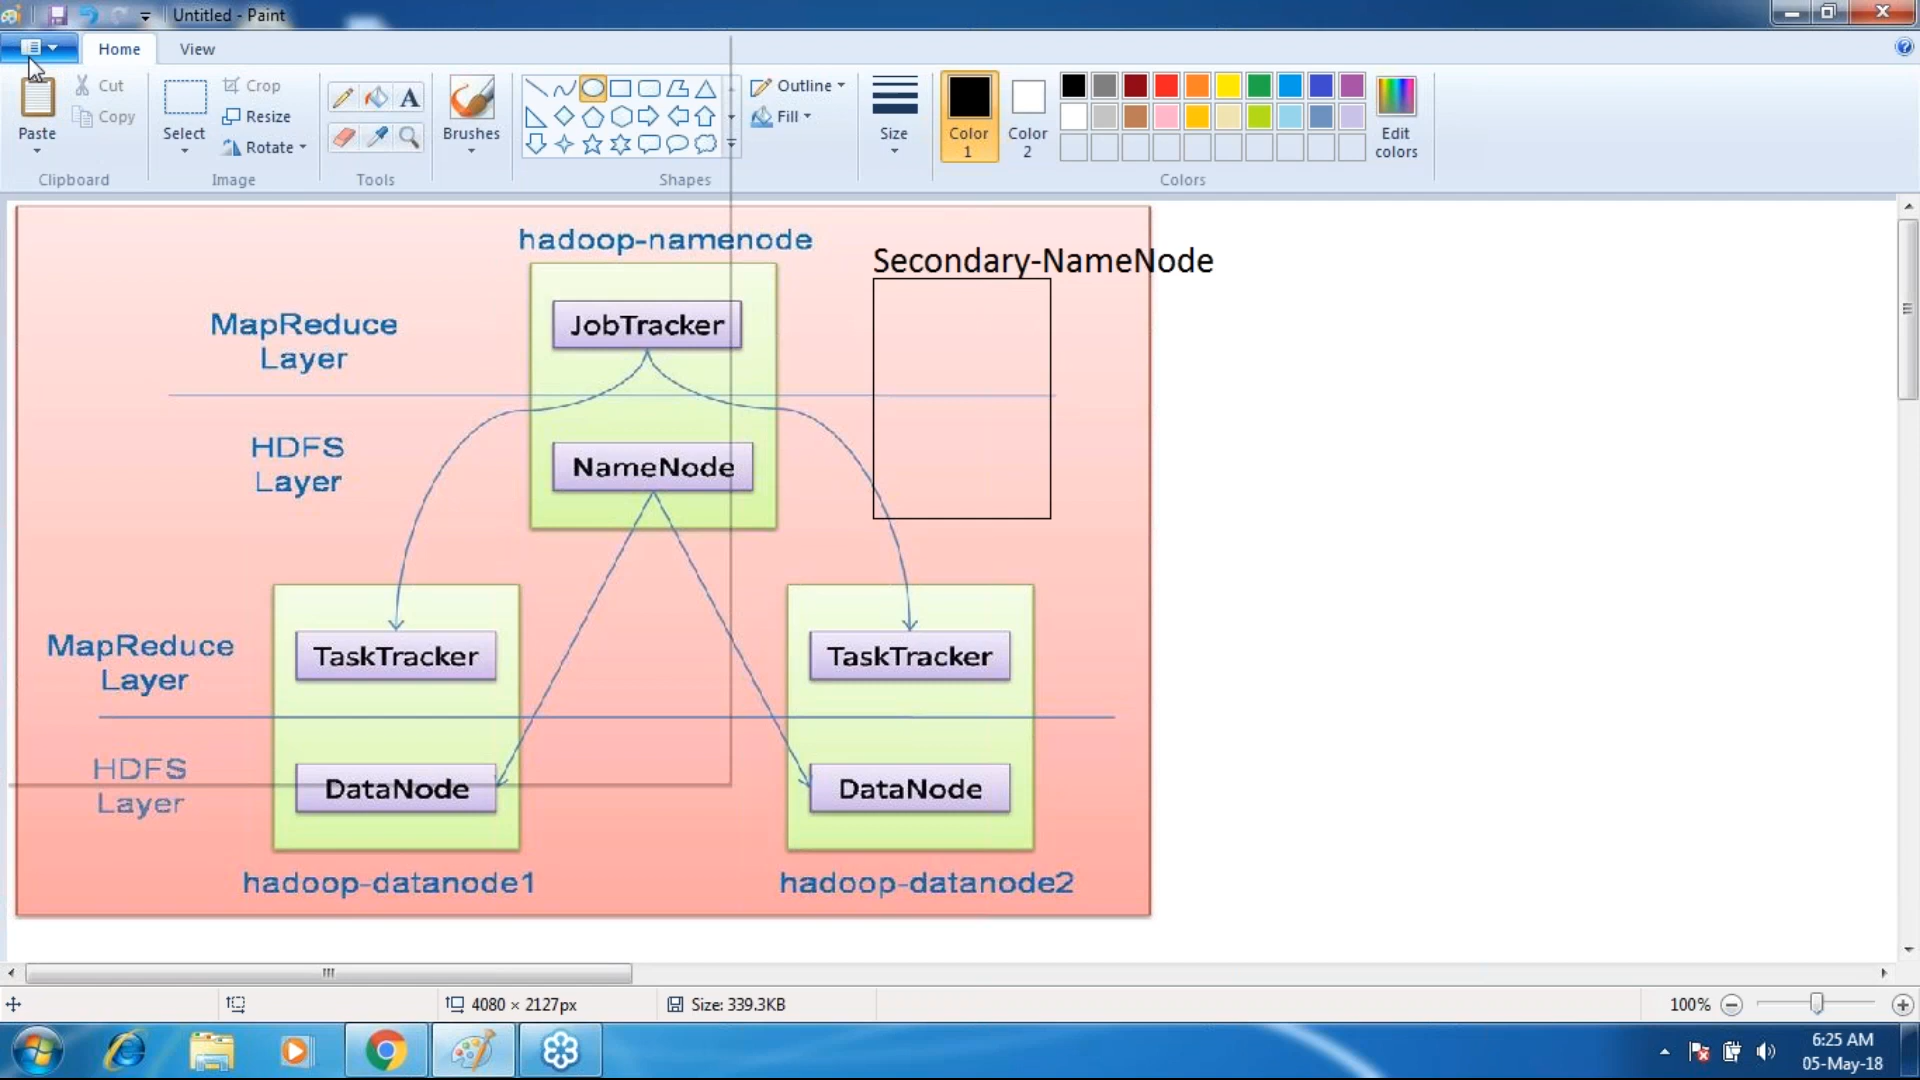 Untitled - Paint
Home
View
Paste
Cut
Copy
Clipboard
Select
Crop
Resize
Rotate
Image
A
Tools
Brushes
Shapes
Outline
Fill
Size
Color
1
Color
2
Edit
colors
Colors
hadoop-namenode
Secondary-NameNode
MapReduce
Layer
JobTracker
HDFS
Layer
NameNode
MapReduce
Layer
TaskTracker
TaskTracker
HDFS
Layer
DataNode
DataNode
hadoop-datanode1
hadoop-datanode2
4080 × 2127px
Size: 339.3KB
100%
6:25 AM
05-May-18